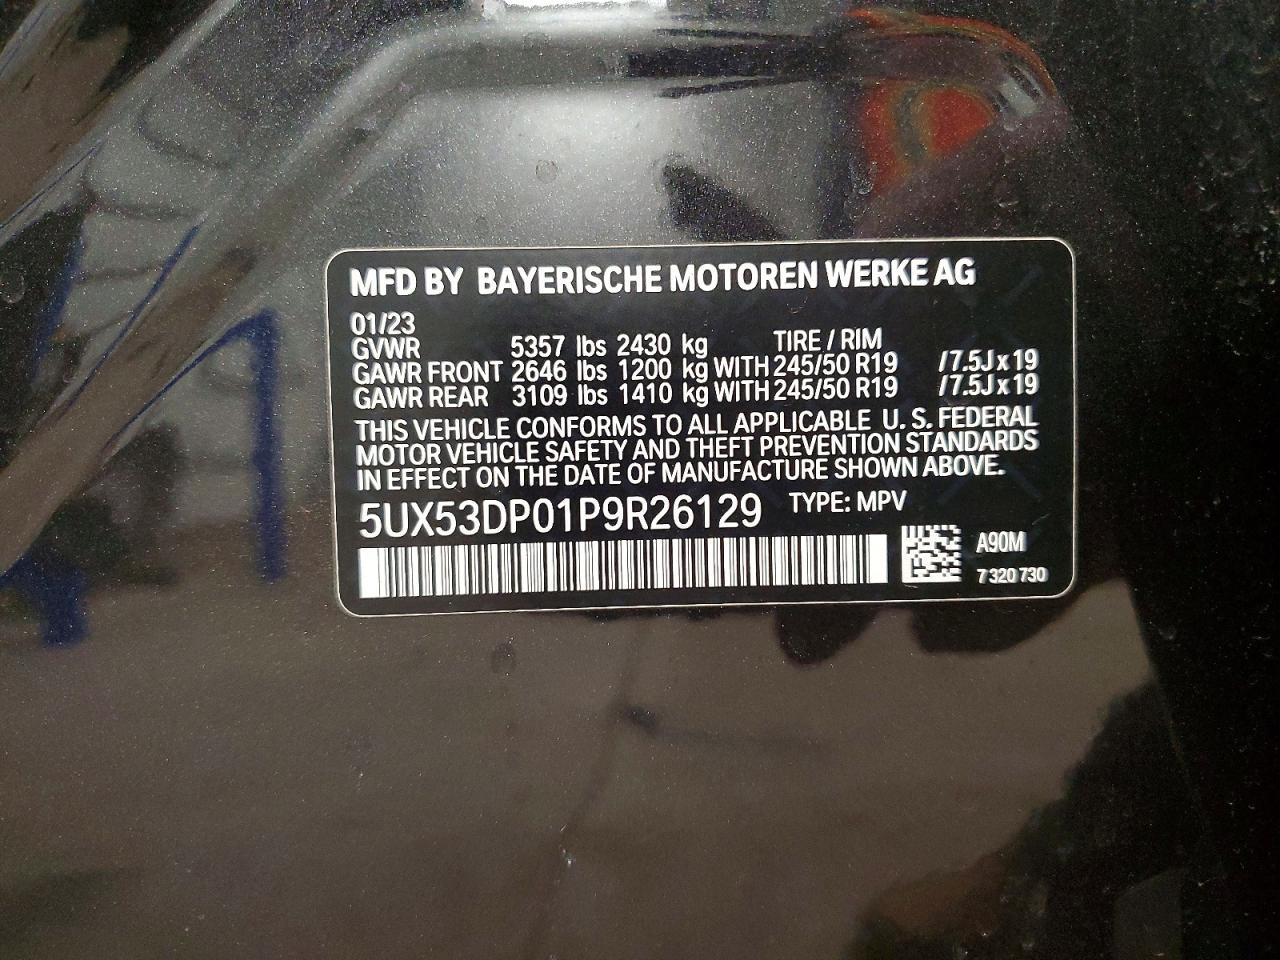 MFD BY BAYERISCHE MOTOREN WERKE AG
01/23
GVWR 5357 lbs 2430 kg TIRE / RIM
GAWR FRONT 2646 lbs 1200 kg WITH 245/50 R19 /7.5J x 19
GAWR REAR 3109 lbs 1410 kg WITH 245/50 R19 /7.5J x 19
THIS VEHICLE CONFORMS TO ALL APPLICABLE U. S. FEDERAL
MOTOR VEHICLE SAFETY AND THEFT PREVENTION STANDARDS
IN EFFECT ON THE DATE OF MANUFACTURE SHOWN ABOVE.
5UX53DP01P9R26129 TYPE: MPV
A90M
7 320 730